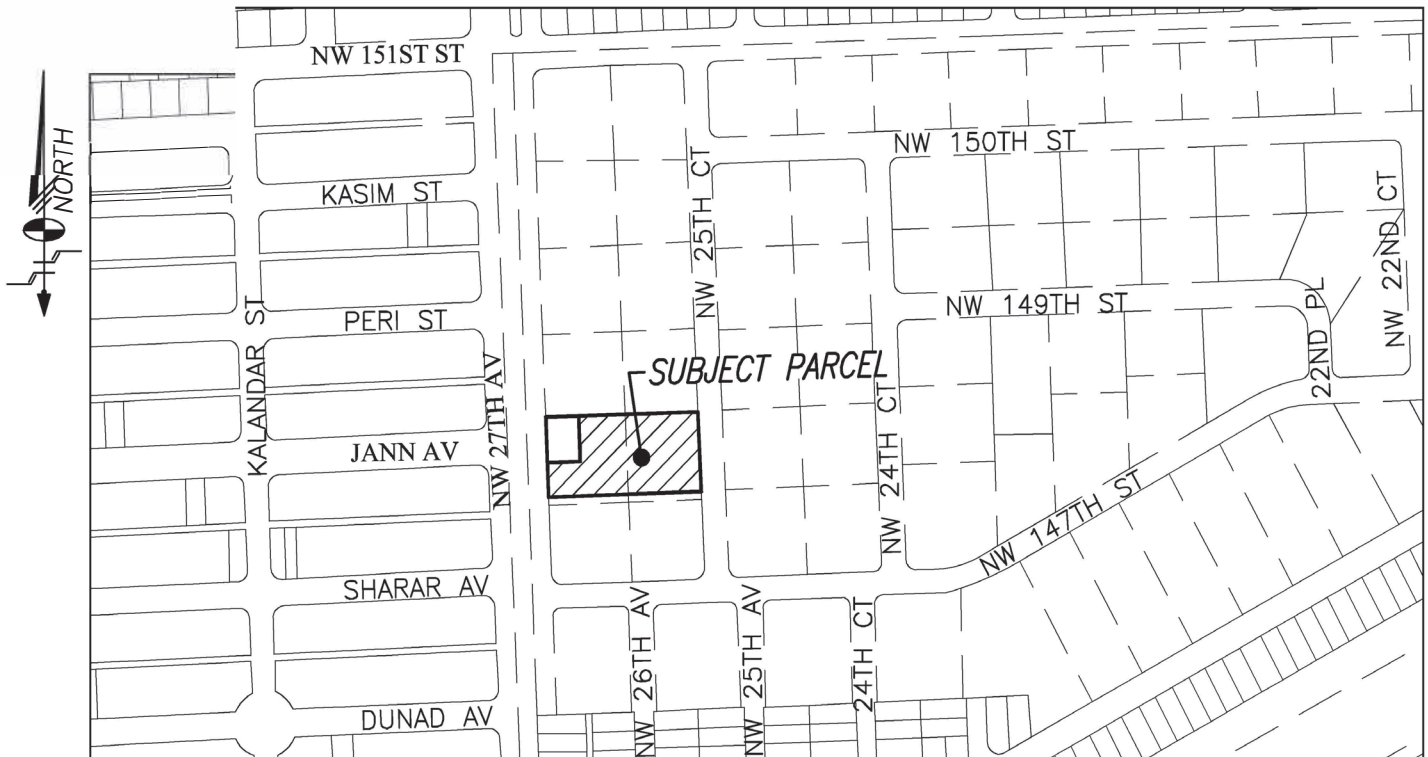 NW 151ST ST
NORTH
NW 150TH ST
KASIM ST
NW 25TH CT
NW 22ND CT
NW 149TH ST
PERI ST
KALANDAR ST
22ND PL
NW 27TH AV
SUBJECT PARCEL
NW 24TH CT
JANN AV
NW 147TH ST
SHARAR AV
NW 26TH AV
NW 25TH AV
24TH CT
DUNAD AV